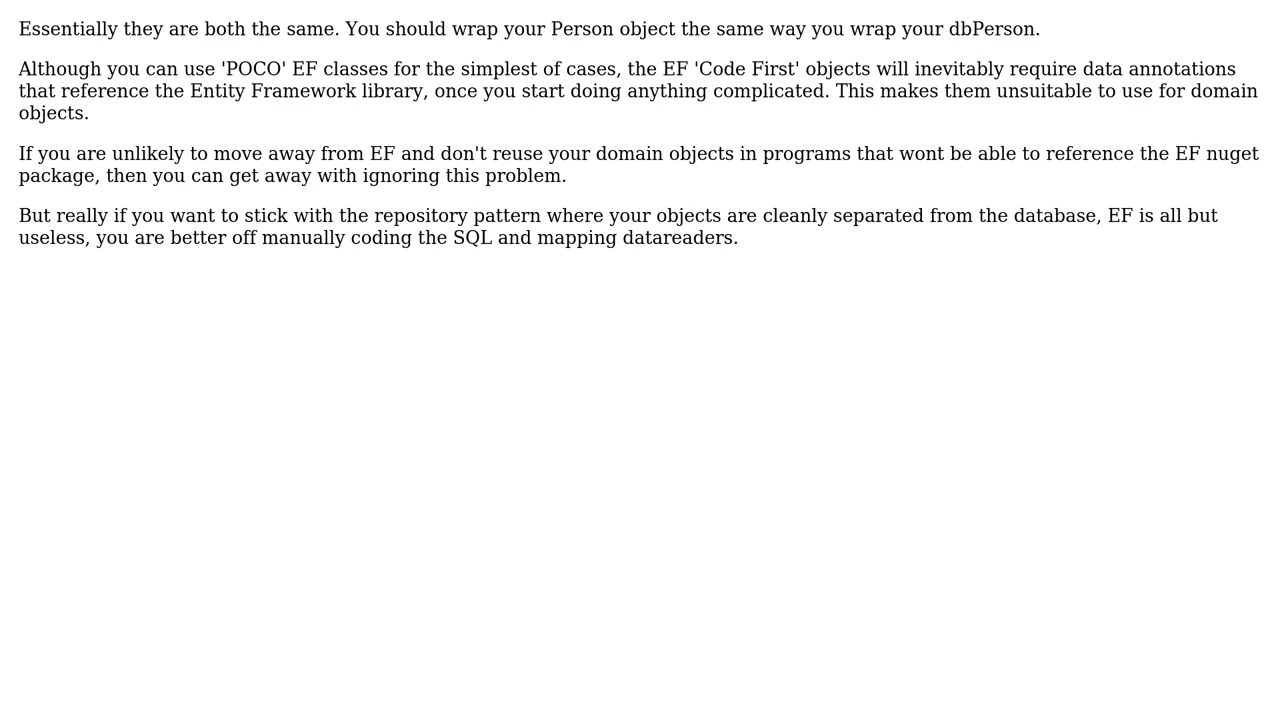 Essentially they are both the same. You should wrap your Person object the same way you wrap your dbPerson.
Although you can use 'POCO' EF classes for the simplest of cases, the EF 'Code First' objects will inevitably require data annotations
that reference the Entity Framework library, once you start doing anything complicated. This makes them unsuitable to use for domain
objects.
If you are unlikely to move away from EF and don't reuse your domain objects in programs that wont be able to reference the EF nuget
package, then you can get away with ignoring this problem.
But really if you want to stick with the repository pattern where your objects are cleanly separated from the database, EF is all but
useless, you are better off manually coding the SQL and mapping datareaders.